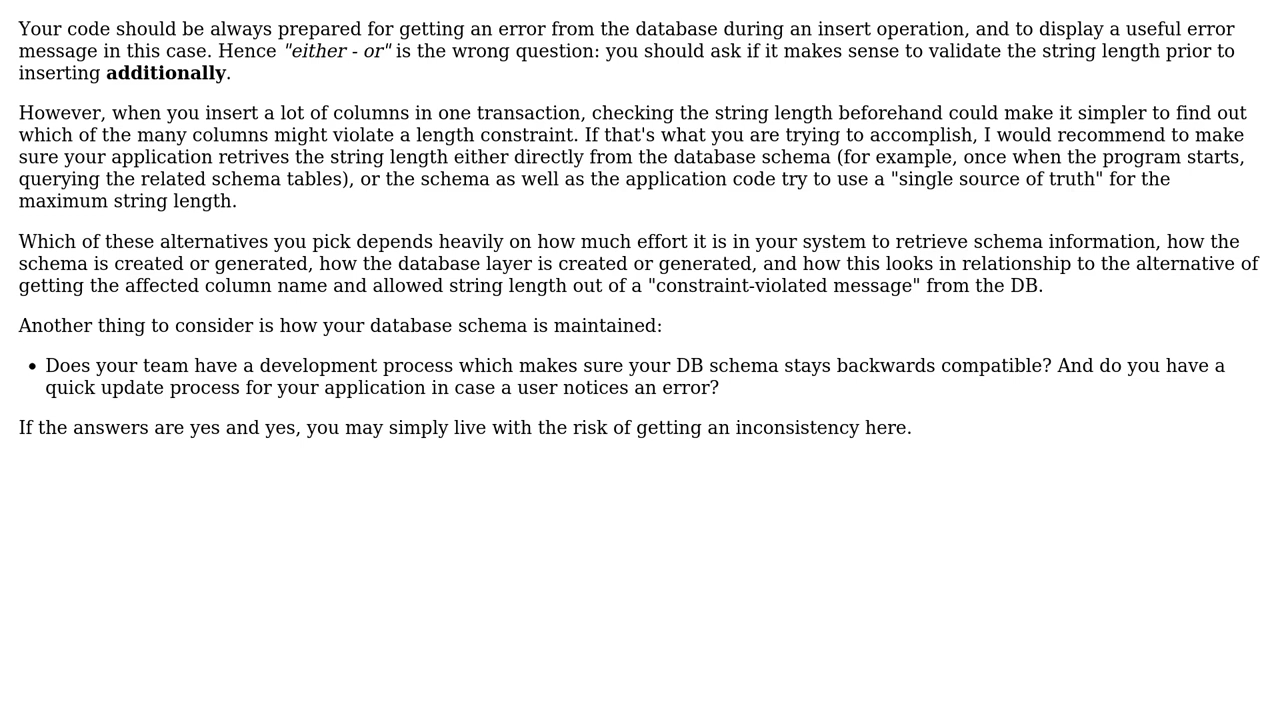 Your code should be always prepared for getting an error from the database during an insert operation, and to display a useful error
message in this case. Hence "either - or" is the wrong question: you should ask if it makes sense to validate the string length prior to
inserting additionally.
However, when you insert a lot of columns in one transaction, checking the string length beforehand could make it simpler to find out
which of the many columns might violate a length constraint. If that's what you are trying to accomplish, I would recommend to make
sure your application retrives the string length either directly from the database schema (for example, once when the program starts,
querying the related schema tables), or the schema as well as the application code try to use a "single source of truth" for the
maximum string length.
Which of these alternatives you pick depends heavily on how much effort it is in your system to retrieve schema information, how the
schema is created or generated, how the database layer is created or generated, and how this looks in relationship to the alternative of
getting the affected column name and allowed string length out of a "constraint-violated message" from the DB.
Another thing to consider is how your database schema is maintained:
• Does your team have a development process which makes sure your DB schema stays backwards compatible? And do you have a
quick update process for your application in case a user notices an error?
If the answers are yes and yes, you may simply live with the risk of getting an inconsistency here.